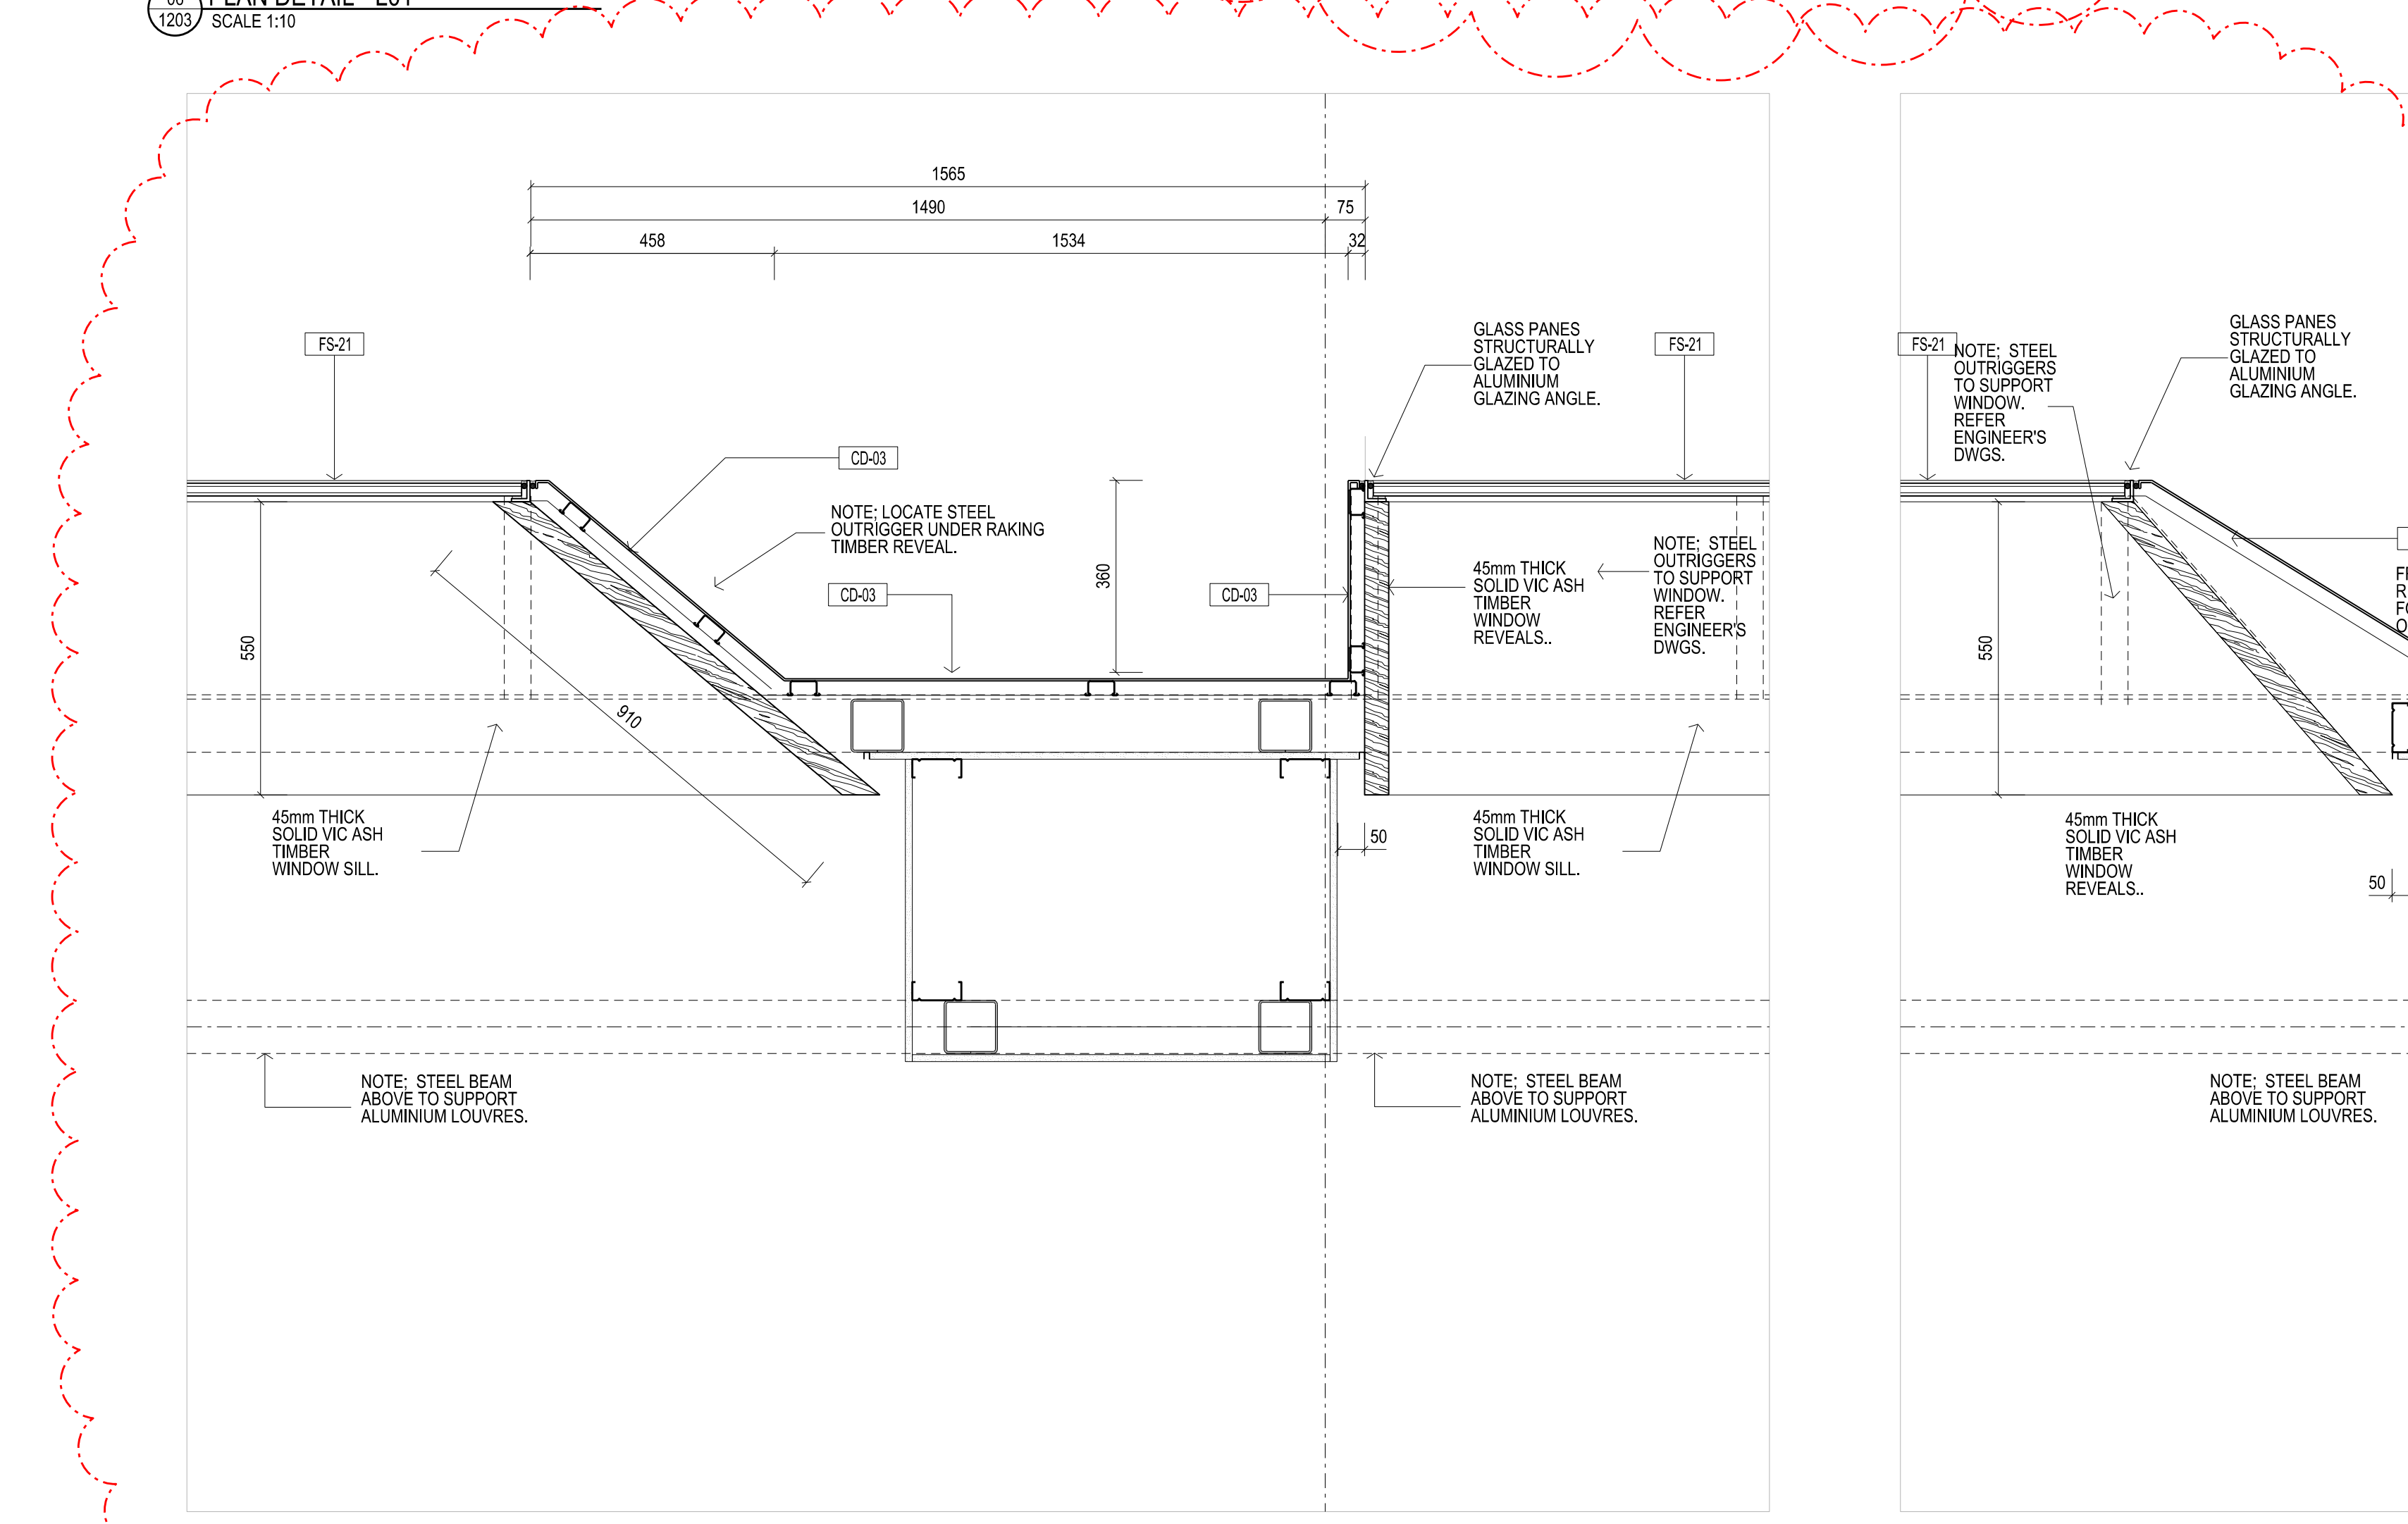 1203
SCALE 1:10
1565
1490
75
458
1534
32
FS-21
CD-03
NOTE; LOCATE STEEL
OUTRIGGER UNDER RAKING
TIMBER REVEAL.
CD-03
360
CD-03
550
910
GLASS PANES
STRUCTURALLY
GLAZED TO
ALUMINIUM
GLAZING ANGLE.
FS-21
45mm THICK
SOLID VIC ASH
TIMBER
WINDOW
REVEALS..
NOTE; STEEL
OUTRIGGERS
TO SUPPORT
WINDOW.
REFER
ENGINEER'S
DWGS.
45mm THICK
SOLID VIC ASH
TIMBER
WINDOW SILL.
50
45mm THICK
SOLID VIC ASH
TIMBER
WINDOW SILL.
NOTE; STEEL BEAM
ABOVE TO SUPPORT
ALUMINIUM LOUVRES.
NOTE; STEEL BEAM
ABOVE TO SUPPORT
ALUMINIUM LOUVRES.
FS-21
NOTE; STEEL
OUTRIGGERS
TO SUPPORT
WINDOW.
REFER
ENGINEER'S
DWGS.
GLASS PANES
STRUCTURALLY
GLAZED TO
ALUMINIUM
GLAZING ANGLE.
550
45mm THICK
SOLID VIC ASH
TIMBER
WINDOW
REVEALS..
50
NOTE; STEEL BEAM
ABOVE TO SUPPORT
ALUMINIUM LOUVRES.